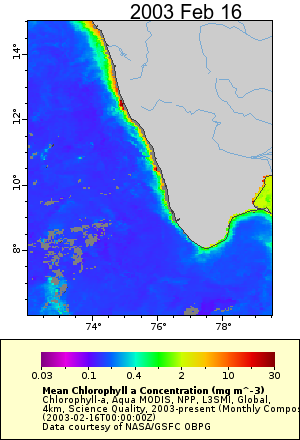 2003 Feb 16
14°
12°
10°
8°
74° 76° 78°
0.03 0.1 0.4 2 10 30
Mean Chlorophyll a Concentration (mg m^-3)
Chlorophyll-a, Aqua MODIS, NPP, L3SMI, Global,
4km, Science Quality, 2003-present (Monthly Compos
(2003-02-16T00:00:00Z)
Data courtesy of NASA/GSFC OBPG